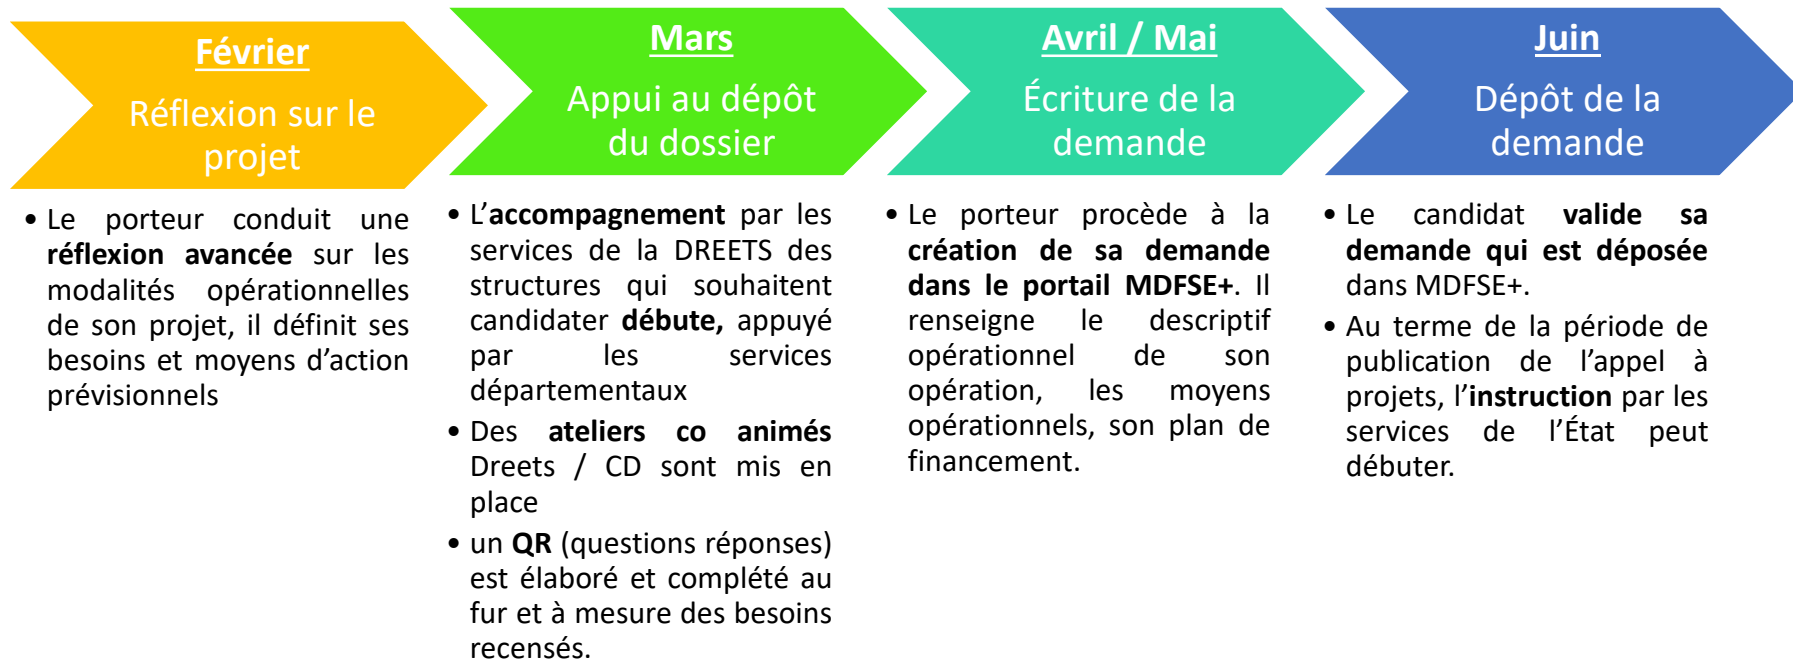 Février
Réflexion sur le
projet
• Le porteur conduit une
réflexion avancée sur les
modalités opérationnelles
de son projet, il définit ses
besoins et moyens d’action
prévisionnels
Mars
Appui au dépôt
du dossier
• L’accompagnement par les
services de la DREETS des
structures qui souhaitent
candidater débute, appuyé
par les services
départementaux
• Des ateliers co animés
Dreets / CD sont mis en
place
• un QR (questions réponses)
est élaboré et complété au
fur et à mesure des besoins
recensés.
Avril / Mai
Écriture de la
demande
• Le porteur procède à la
création de sa demande
dans le portail MDFSE+. Il
renseigne le descriptif
opérationnel de son
opération, les moyens
opérationnels, son plan de
financement.
Juin
Dépôt de la
demande
• Le candidat valide sa
demande qui est déposée
dans MDFSE+.
• Au terme de la période de
publication de l’appel à
projets, l’instruction par les
services de l’État peut
débuter.